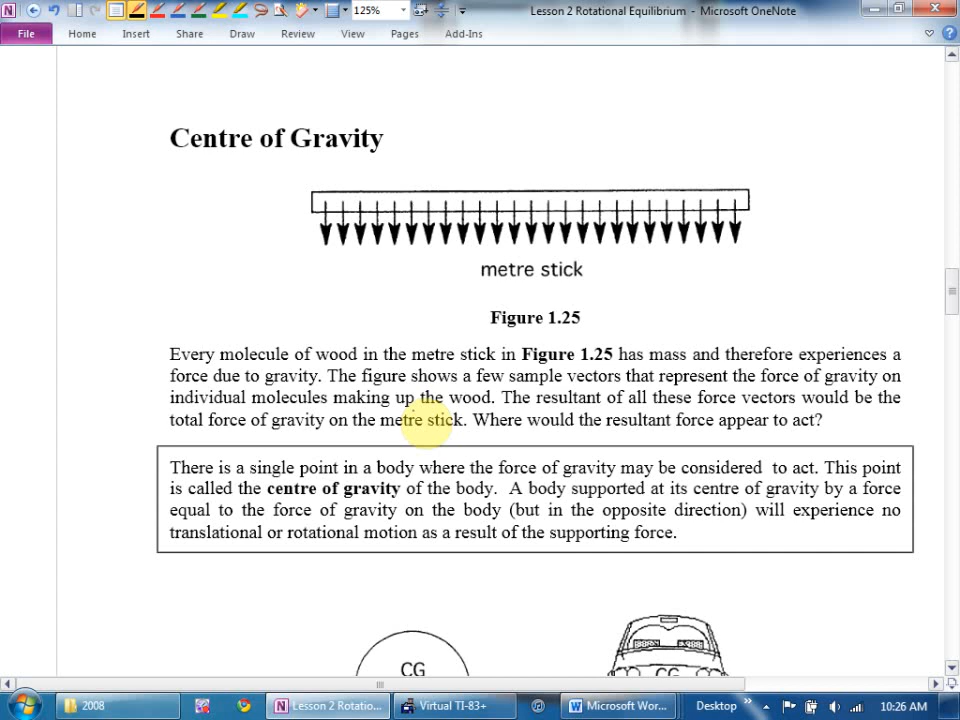 125%
Lesson 2 Rotational Equilibrium - Microsoft OneNote
File Home Insert Share Draw Review View Pages Add-Ins
Centre of Gravity
metre stick
Figure 1.25
Every molecule of wood in the metre stick in Figure 1.25 has mass and therefore experiences a
force due to gravity. The figure shows a few sample vectors that represent the force of gravity on
individual molecules making up the wood. The resultant of all these force vectors would be the
total force of gravity on the metre stick. Where would the resultant force appear to act?
There is a single point in a body where the force of gravity may be considered to act. This point
is called the centre of gravity of the body. A body supported at its centre of gravity by a force
equal to the force of gravity on the body (but in the opposite direction) will experience no
translational or rotational motion as a result of the supporting force.
CG CG
2008 Lesson 2 Rotatio... Virtual TI-83+ Microsoft Wor... Desktop 10:26 AM